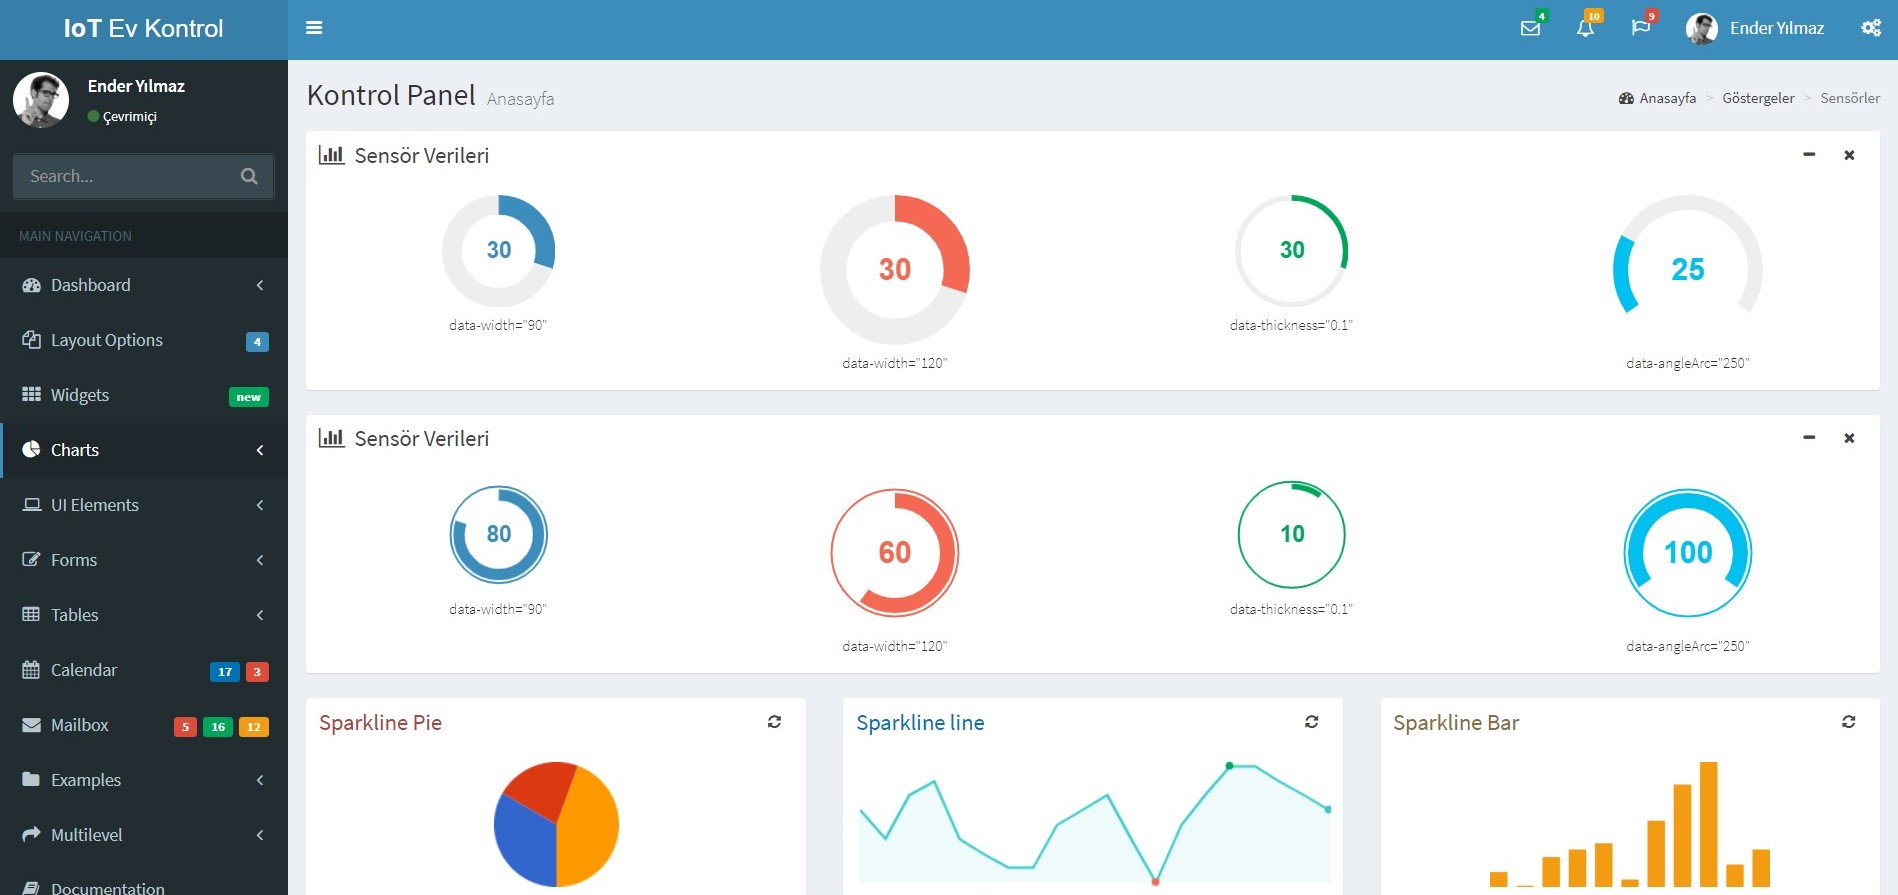 IoT Ev Kontrol
4
10
9
Ender Yılmaz
Ender Yılmaz
Çevrimiçi
Search...
MAIN NAVIGATION
Dashboard
Layout Options 4
Widgets new
Charts
UI Elements
Forms
Tables
Calendar 17 3
Mailbox 5 16 12
Examples
Multilevel
Documentation
Kontrol Panel Anasayfa
Anasayfa > Göstergeler > Sensörler
Sensör Verileri
30
30
30
25
data-width="90"
data-width="120"
data-thickness="0.1"
data-angleArc="250"
Sensör Verileri
80
60
10
100
data-width="90"
data-width="120"
data-thickness="0.1"
data-angleArc="250"
Sparkline Pie
Sparkline line
Sparkline Bar